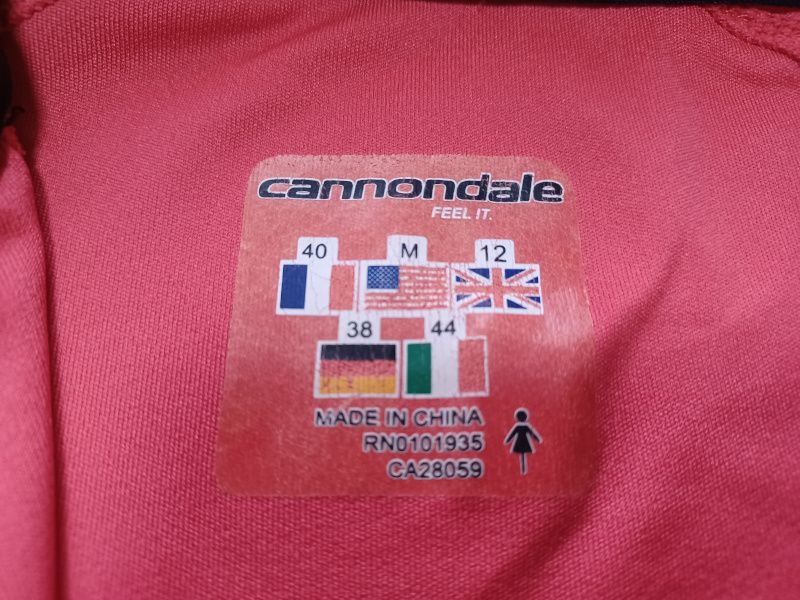 cannondale
FEEL IT.
40 M 12
38 44
MADE IN CHINA
RN0101935
CA28059